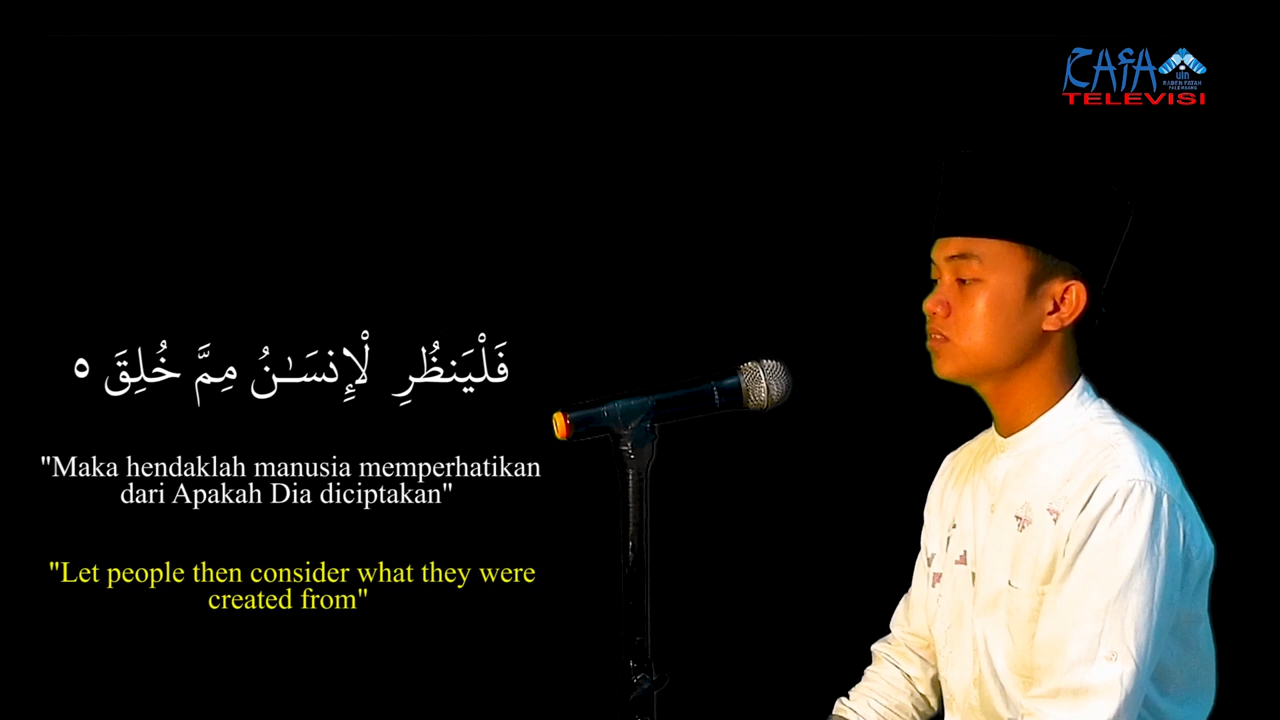 RAFA
uin
RADEN FATAH
PALEMBANG
TELEVISI
فَلْيَنظُرِ لْإِنسَـٰنُ مِمَّ خُلِقَ ٥
"Maka hendaklah manusia memperhatikan
dari Apakah Dia diciptakan"
"Let people then consider what they were
created from"